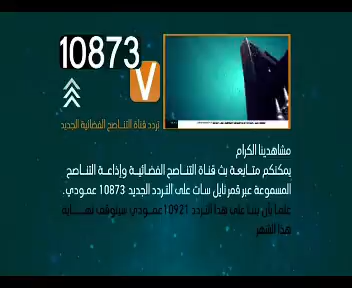 10873
V
تردد قناة التناصح الفضائية الجديد
مشاهدينا الكرام
يمكنكم متابعة بث قناة التناصح الفضائية وإذاعة التناصح
المسموعة عبر قمر نايل سات على التردد الجديد 10873 عمودي.
علماً بأن بثنا على هذا التردد 10921 عمودي سيتوقف نهاية
هذا الشهر